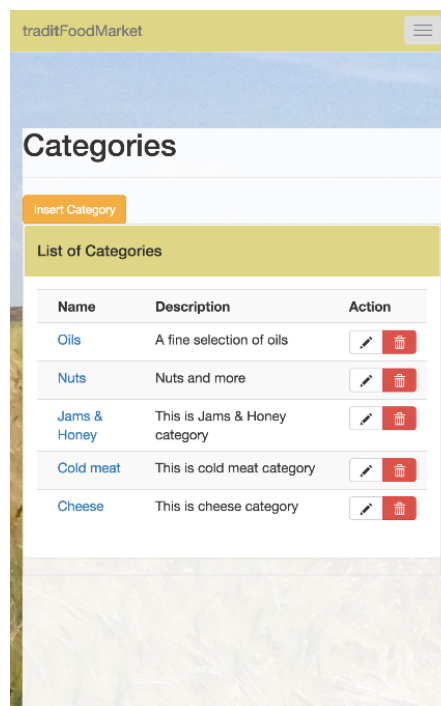 traditFoodMarket
Categories
Insert Category
List of Categories
Name Description Action
Oils A fine selection of oils
Nuts Nuts and more
Jams & This is Jams & Honey
Honey category
Cold meat This is cold meat category
Cheese This is cheese category